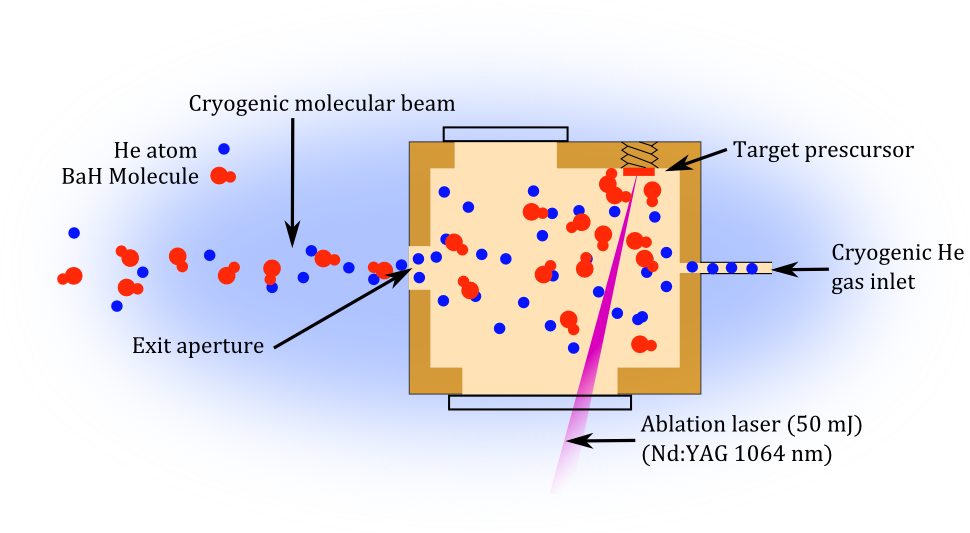 Cryogenic molecular beam
He atom
BaH Molecule
Target prescursor
Cryogenic He
gas inlet
Exit aperture
Ablation laser (50 mJ)
(Nd:YAG 1064 nm)